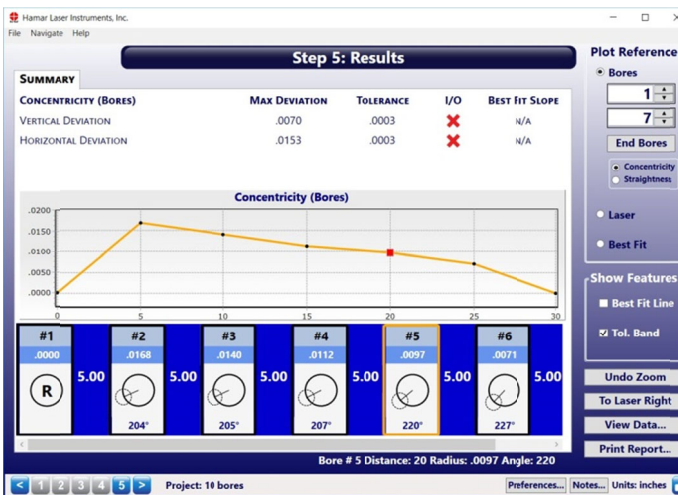 Hamar Laser Instruments, Inc.
File Navigate Help
Step 5: Results
SUMMARY
CONCENTRICITY (BORES) MAX DEVIATION TOLERANCE I/O BEST FIT SLOPE
VERTICAL DEVIATION .0070 .0003 N/A
HORIZONTAL DEVIATION .0153 .0003 N/A
Concentricity (Bores)
.0200
.0150
.0100
.0050
.0000
0 5 10 15 20 25 30
#1 #2 #3 #4 #5 #6
.0000 .0168 .0140 .0112 .0097 .0071
R 5.00 5.00 5.00 5.00 5.00 5.00
204° 205° 207° 220° 227°
Bore # 5 Distance: 20 Radius: .0097 Angle: 220
< 1 2 3 4 5 > Project: 10 bores Preferences... Notes... Units: inches
Plot Reference
Bores
1
7
End Bores
Concentricity
Straightness
Laser
Best Fit
Show Features
Best Fit Line
Tol. Band
Undo Zoom
To Laser Right
View Data...
Print Report...